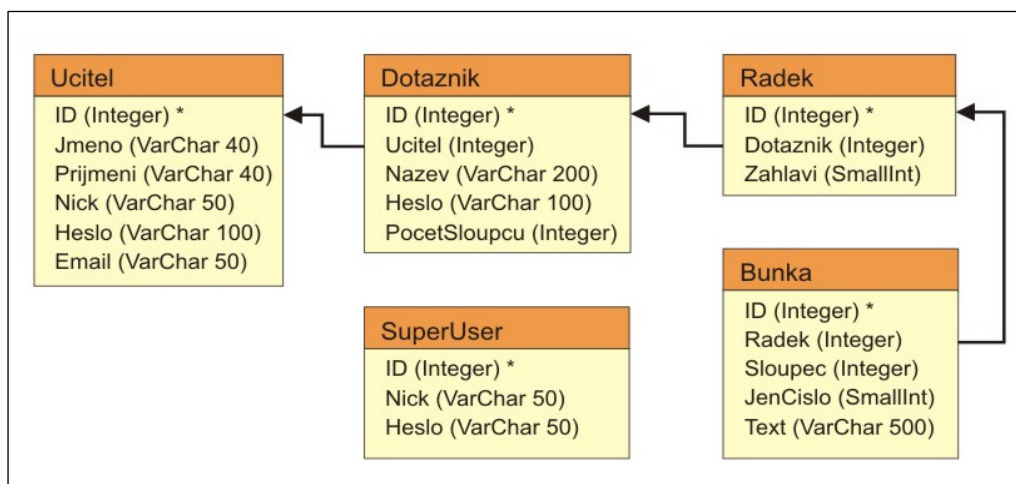 Ucitel
ID (Integer) *
Jmeno (VarChar 40)
Prijmeni (VarChar 40)
Nick (VarChar 50)
Heslo (VarChar 100)
Email (VarChar 50)
Dotaznik
ID (Integer) *
Ucitel (Integer)
Nazev (VarChar 200)
Heslo (VarChar 100)
PocetSloupcu (Integer)
Radek
ID (Integer) *
Dotaznik (Integer)
Zahlavi (SmallInt)
SuperUser
ID (Integer) *
Nick (VarChar 50)
Heslo (VarChar 50)
Bunka
ID (Integer) *
Radek (Integer)
Sloupec (Integer)
JenCislo (SmallInt)
Text (VarChar 500)